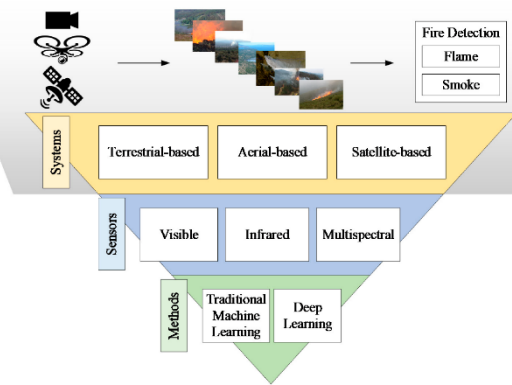 Fire Detection
Flame
Smoke
Systems
Terrestrial-based
Aerial-based
Satellite-based
Sensors
Visible
Infrared
Multispectral
Methods
Traditional
Machine
Learning
Deep
Learning